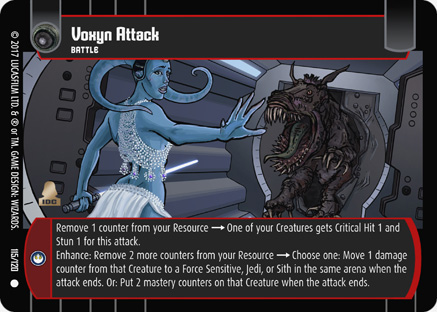 Voxyn Attack
BATTLE
IDC
Remove 1 counter from your Resource → One of your Creatures gets Critical Hit 1 and
Stun 1 for this attack.
Enhance: Remove 2 more counters from your Resource → Choose one: Move 1 damage
counter from that Creature to a Force Sensitive, Jedi, or Sith in the same arena when the
attack ends. Or: Put 2 mastery counters on that Creature when the attack ends.
© 2017 LUCASFILM LTD. & ® OR TM. GAME DESIGN: WIZARDS.
115/120